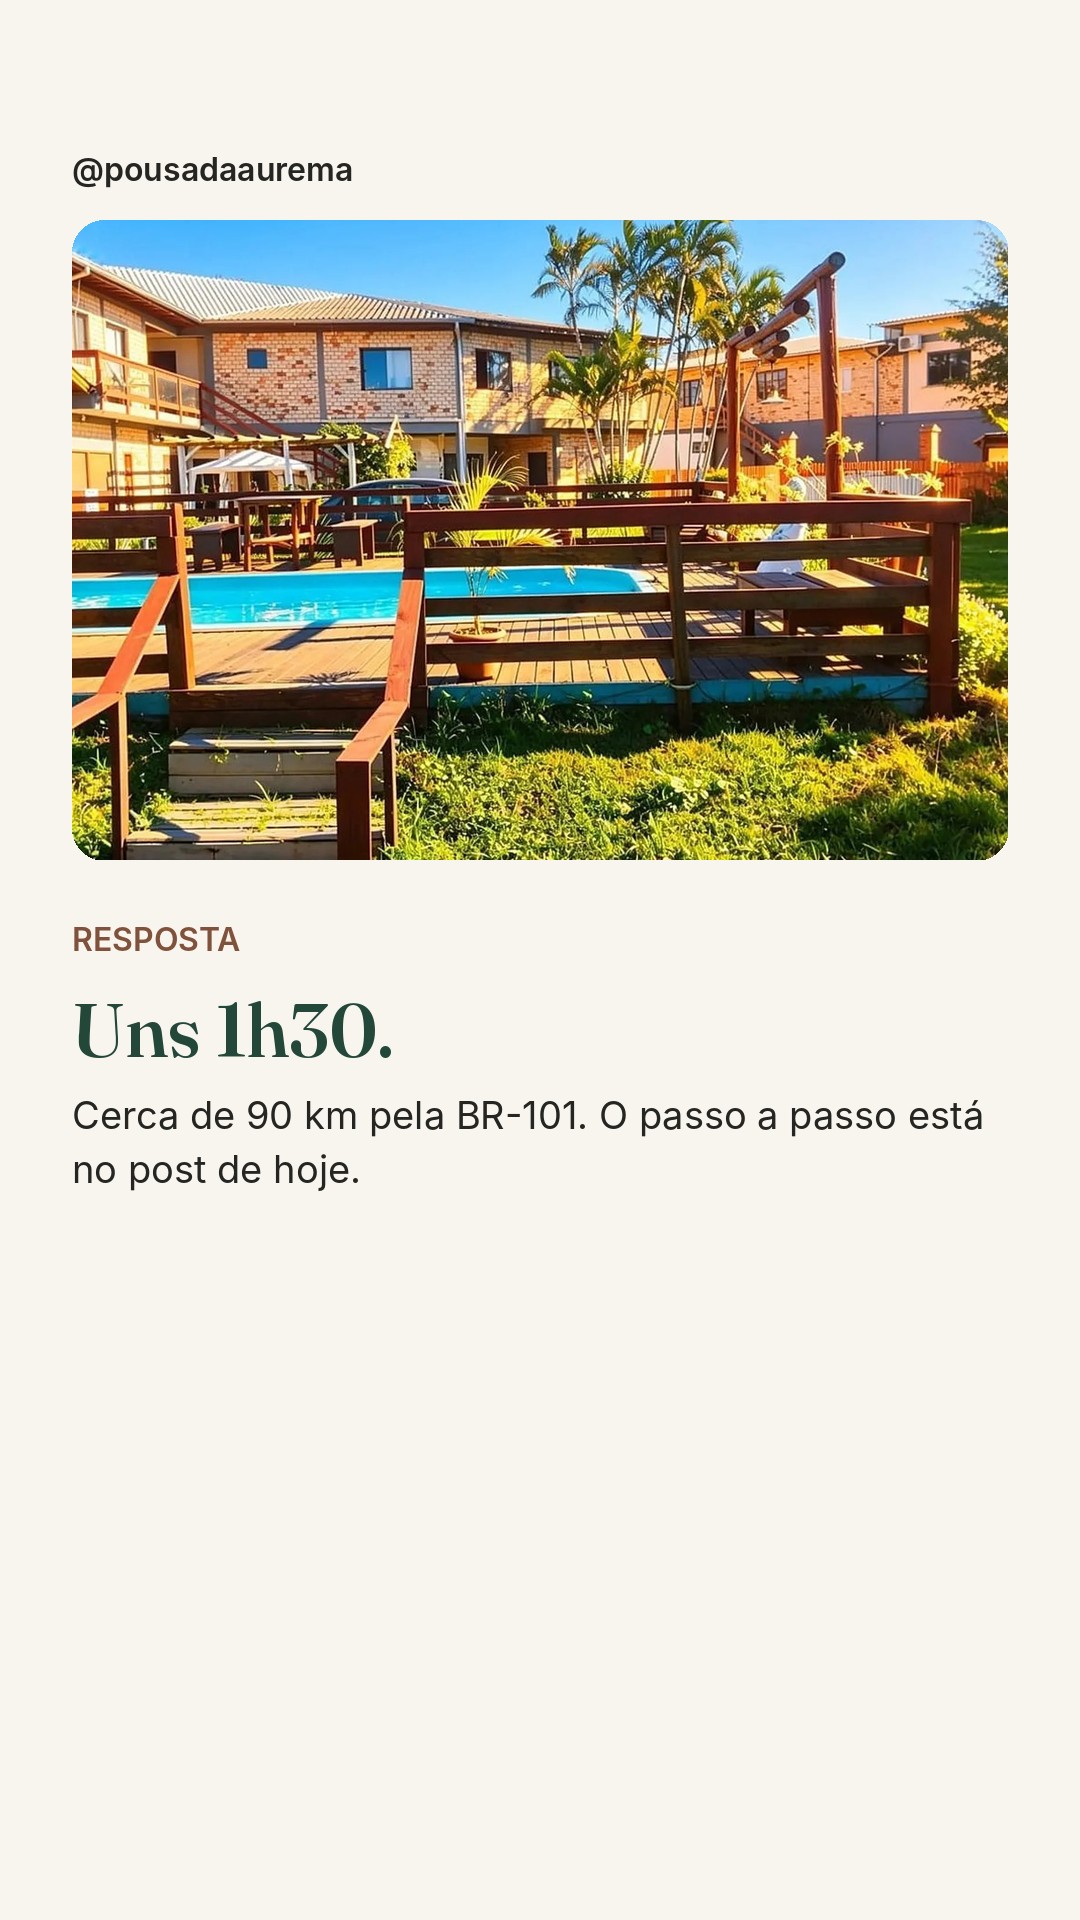 @pousadaaurema
RESPOSTA
Uns 1h30.
Cerca de 90 km pela BR-101. O passo a passo está
no post de hoje.